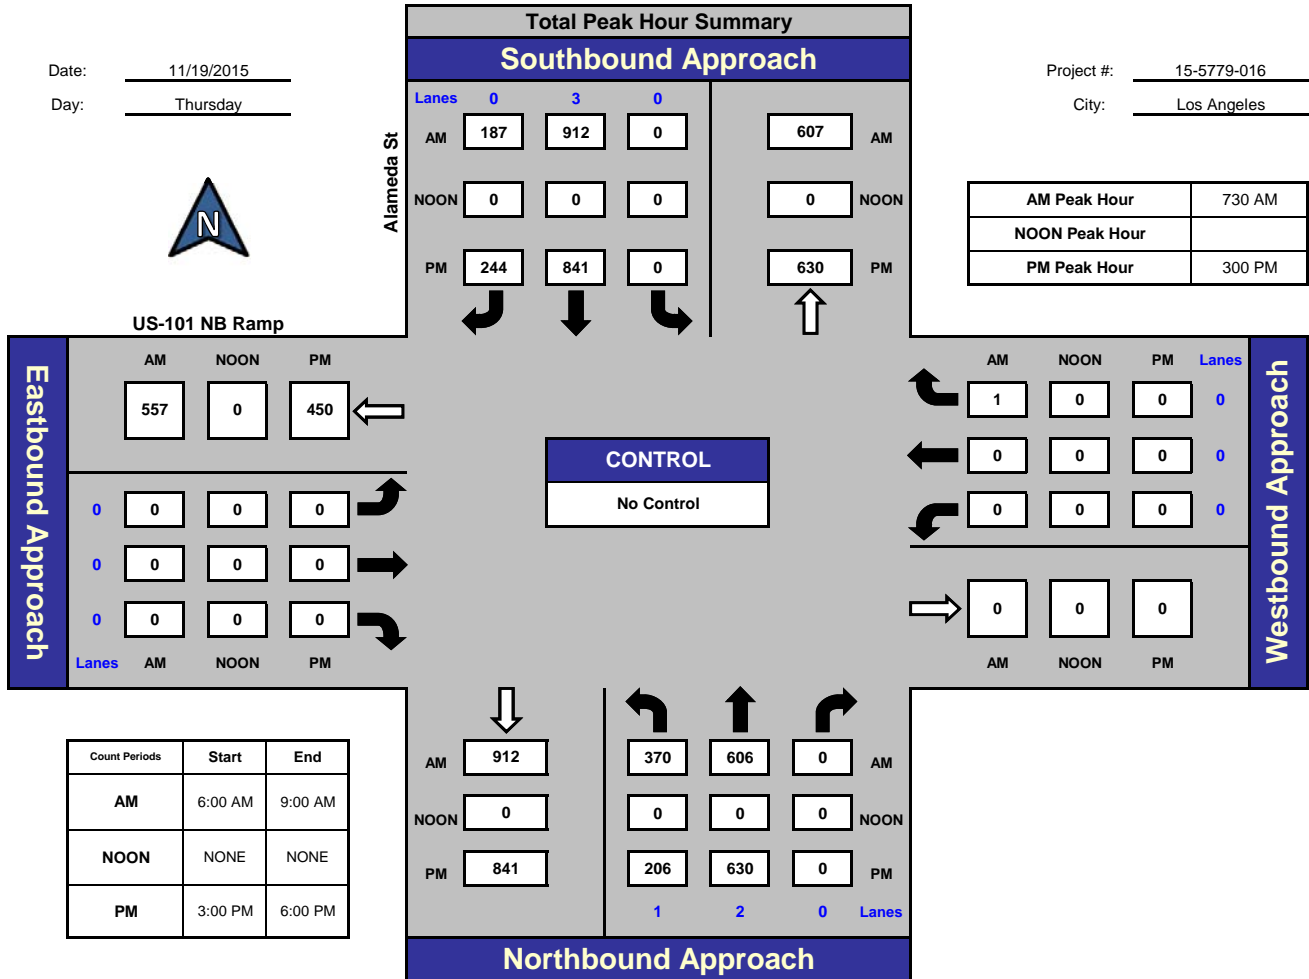 Total Peak Hour Summary
Southbound Approach
Date: 11/19/2015
Day: Thursday
Project #: 15-5779-016
City: Los Angeles
N
Alameda St
Lanes 0 3 0
AM 187 912 0 607 AM
NOON 0 0 0 0 NOON
PM 244 841 0 630 PM
AM Peak Hour 730 AM
NOON Peak Hour
PM Peak Hour 300 PM
US-101 NB Ramp
Eastbound Approach
AM NOON PM
557 0 450
0 0 0 0
0 0 0 0
0 0 0 0
Lanes AM NOON PM
CONTROL
No Control
AM NOON PM Lanes
1 0 0 0
0 0 0 0
0 0 0 0
0 0 0
AM NOON PM
Westbound Approach
Count Periods Start End
AM 6:00 AM 9:00 AM
NOON NONE NONE
PM 3:00 PM 6:00 PM
AM 912 370 606 0 AM
NOON 0 0 0 0 NOON
PM 841 206 630 0 PM
1 2 0 Lanes
Northbound Approach